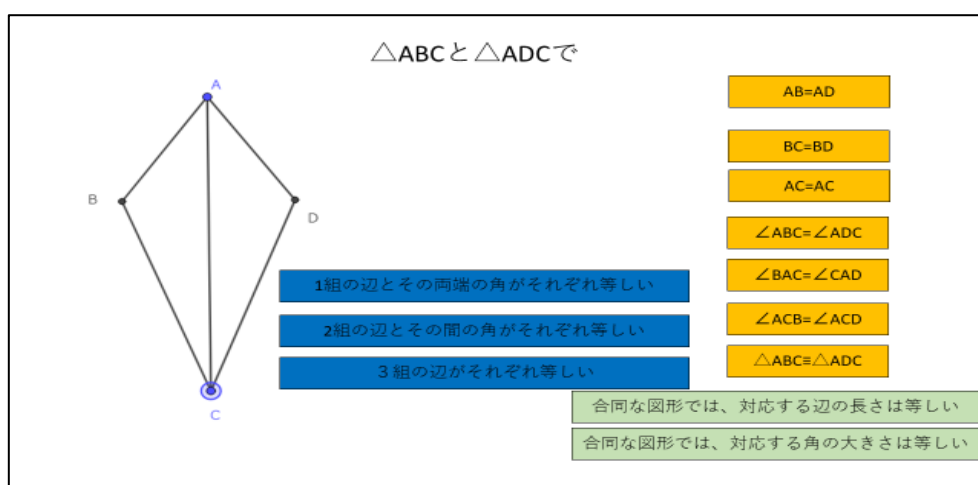 △ABCと△ADCで
A
B
D
C
AB=AD
BC=BD
AC=AC
∠ABC=∠ADC
∠BAC=∠CAD
∠ACB=∠ACD
△ABC≡△ADC
1組の辺とその両端の角がそれぞれ等しい
2組の辺とその間の角がそれぞれ等しい
３組の辺がそれぞれ等しい
合同な図形では、対応する辺の長さは等しい
合同な図形では、対応する角の大きさは等しい